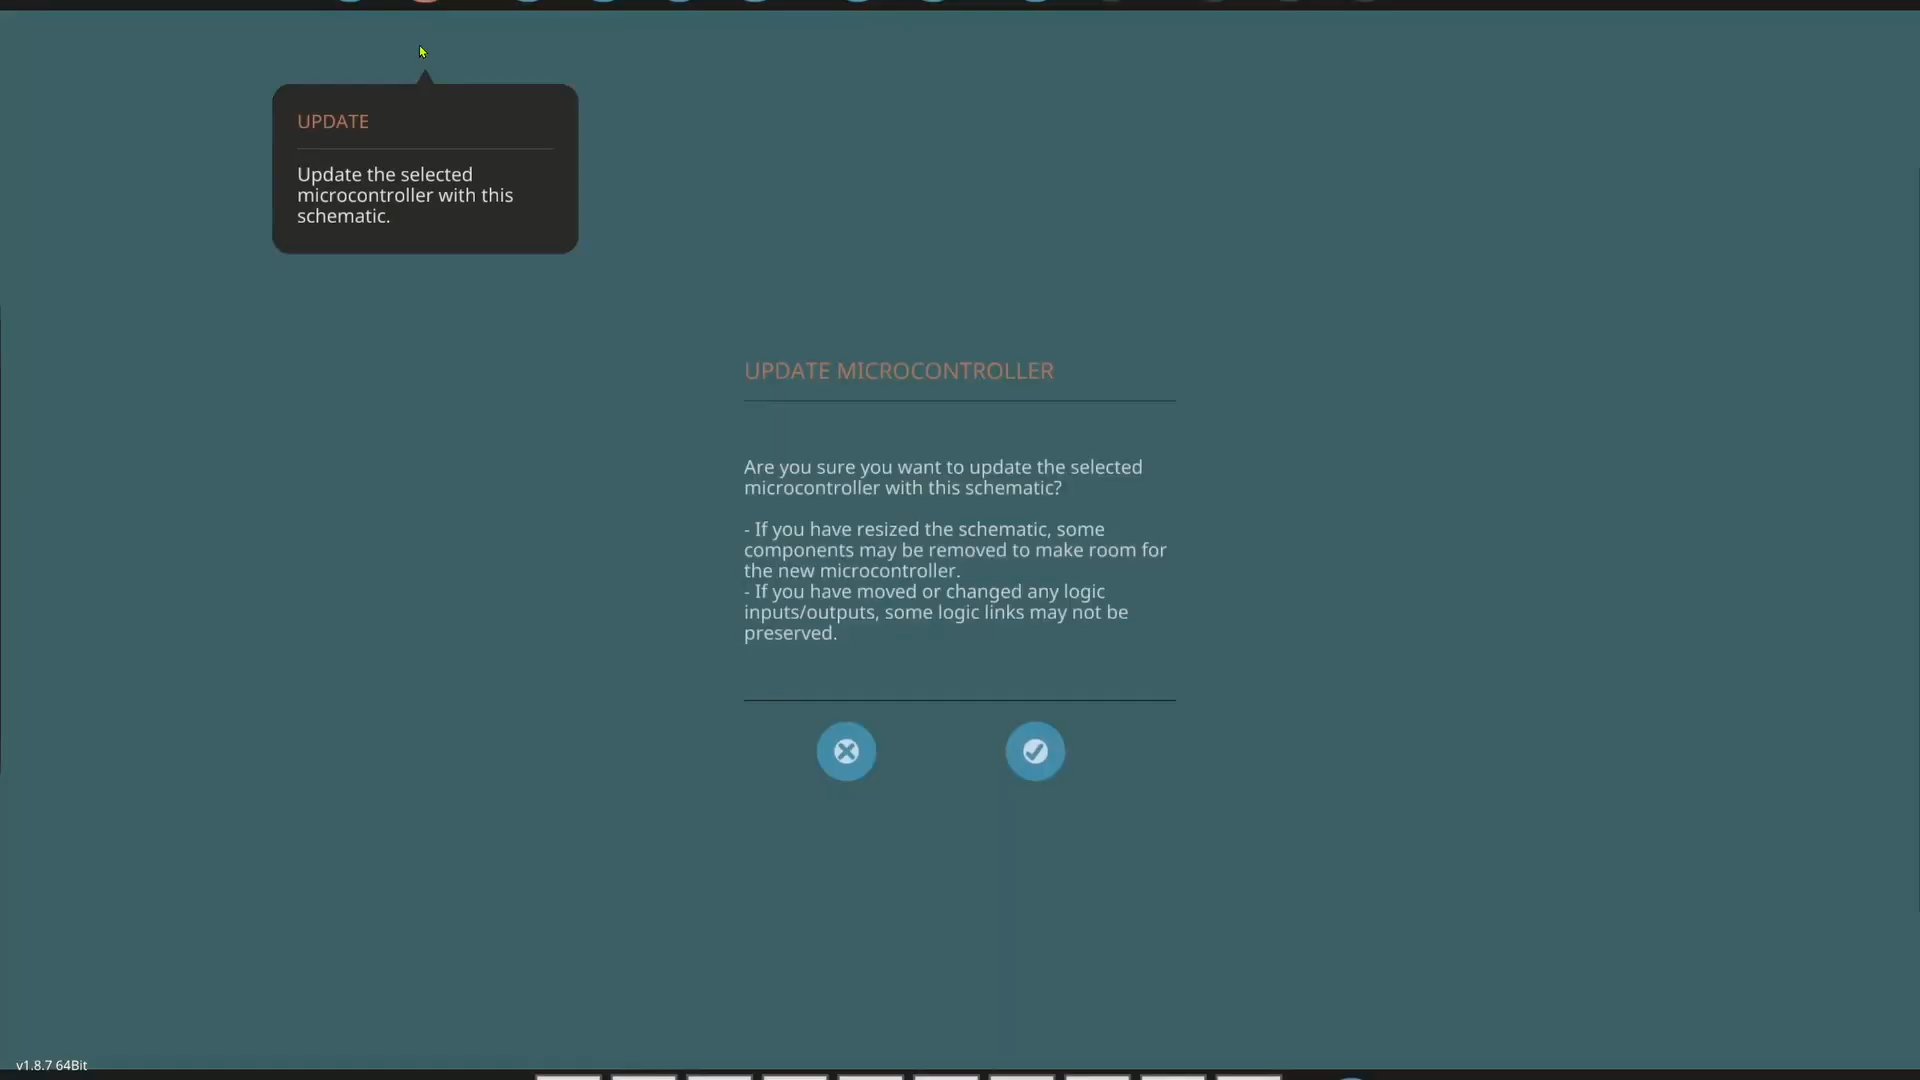 UPDATE
Update the selected
microcontroller with this
schematic.
UPDATE MICROCONTROLLER
Are you sure you want to update the selected
microcontroller with this schematic?
- If you have resized the schematic, some
components may be removed to make room for
the new microcontroller.
- If you have moved or changed any logic
inputs/outputs, some logic links may not be
preserved.
v1.8.7 64Bit